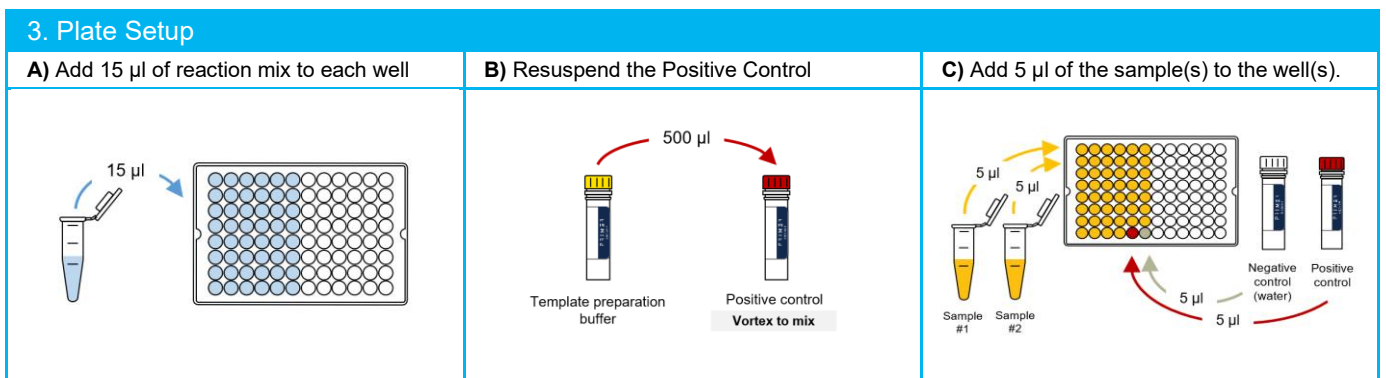 3. Plate Setup
A) Add 15 µl of reaction mix to each well
B) Resuspend the Positive Control
C) Add 5 µl of the sample(s) to the well(s).
15 µl
500 µl
Template preparation
buffer
Positive control
Vortex to mix
5 µl
5 µl
Sample
#1
Sample
#2
Negative
control
(water)
Positive
control
5 µl
5 µl